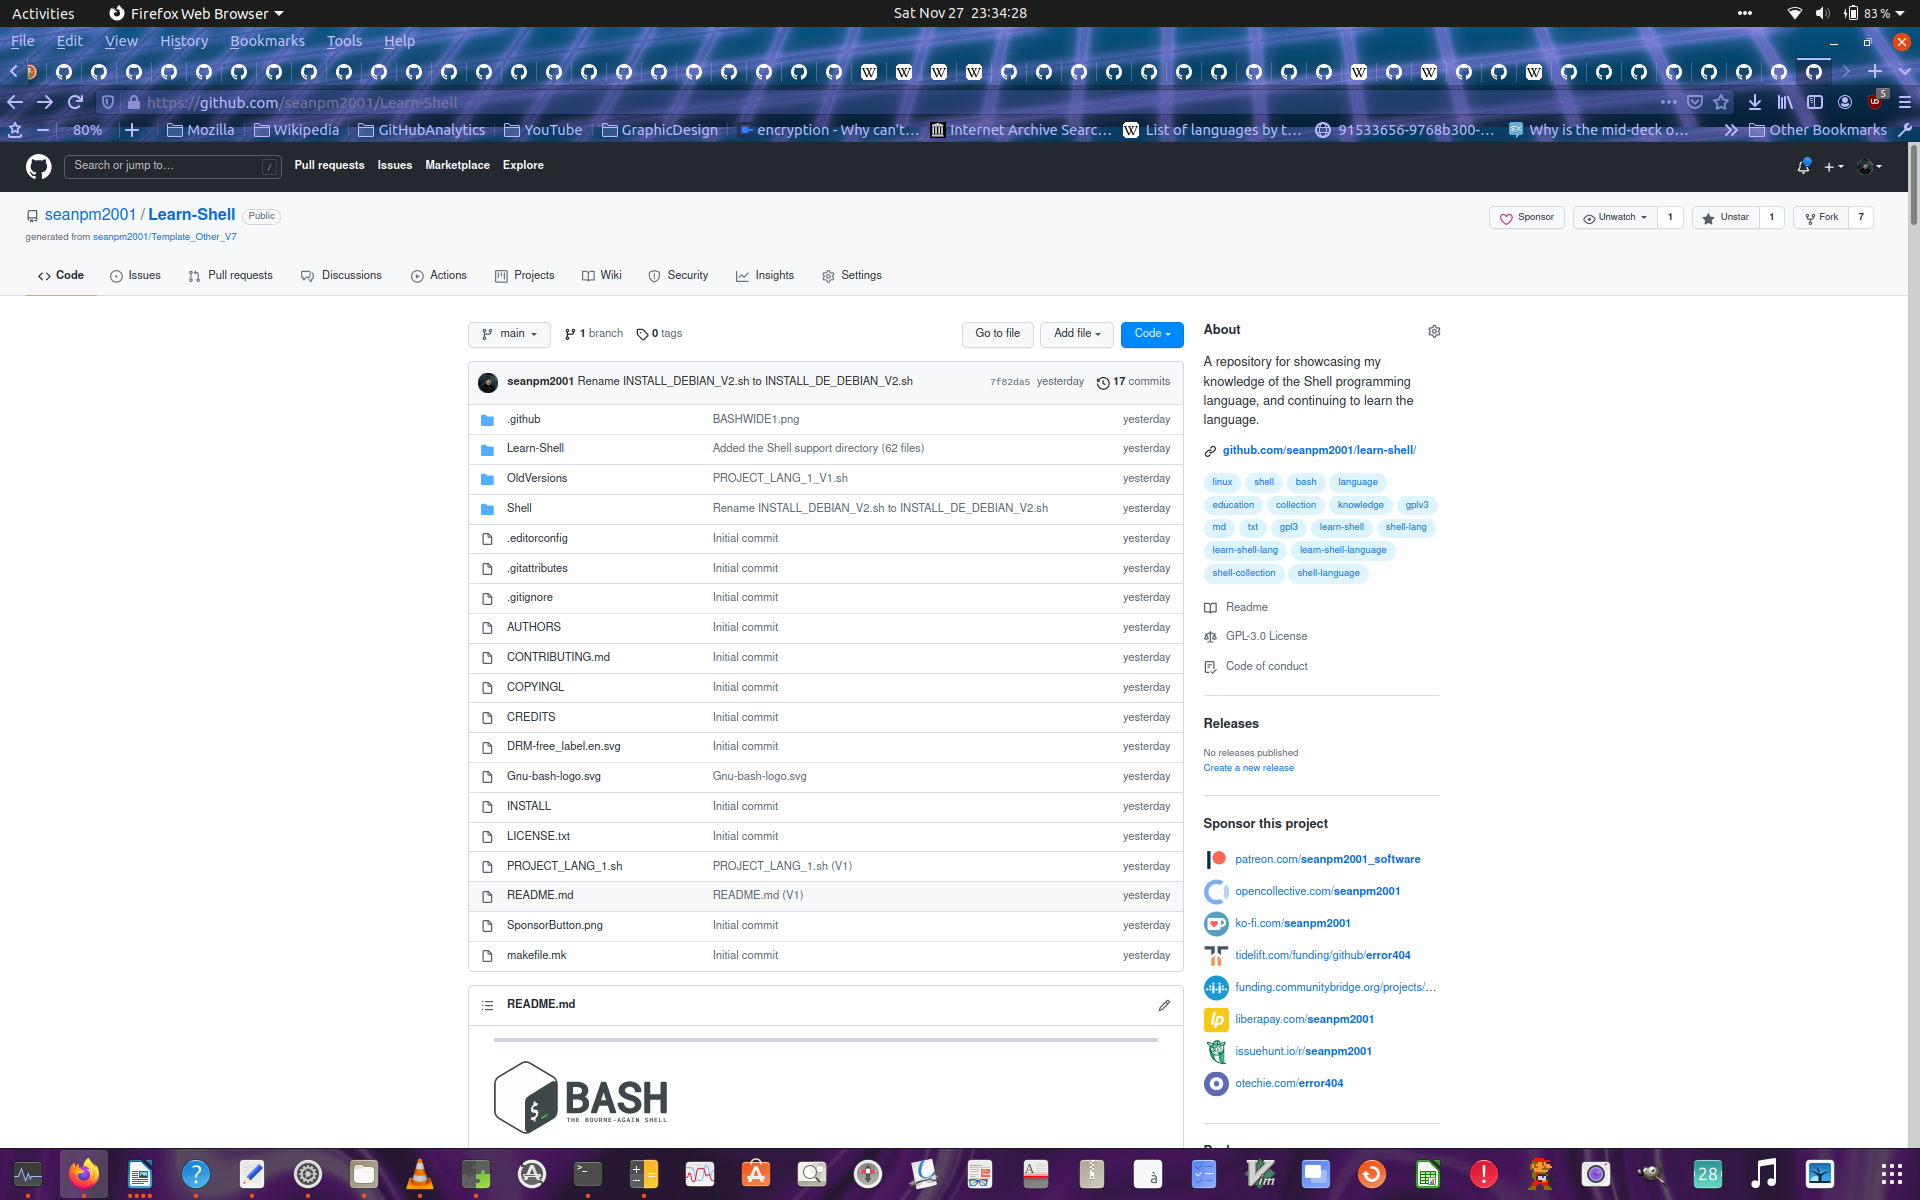 Activities
Firefox Web Browser
Sat Nov 27 23:34:28
83 %
File Edit View History Bookmarks Tools Help
https://github.com/seanpm2001/Learn-Shell
5
80%
Mozilla
Wikipedia
GitHubAnalytics
YouTube
GraphicDesign
encryption - Why can't…
Internet Archive Searc…
List of languages by t…
91533656-9768b300-…
Why is the mid-deck o…
Other Bookmarks
Search or jump to…
/
Pull requests Issues Marketplace Explore
seanpm2001 / Learn-Shell Public
generated from seanpm2001/Template_Other_V7
Sponsor
Unwatch 1
Unstar 1
Fork 7
Code Issues Pull requests Discussions Actions Projects Wiki Security Insights Settings
main
1 branch
0 tags
Go to file
Add file
Code
seanpm2001 Rename INSTALL_DEBIAN_V2.sh to INSTALL_DE_DEBIAN_V2.sh 7f82da5 yesterday 17 commits
.github BASHWIDE1.png yesterday
Learn-Shell Added the Shell support directory (62 files) yesterday
OldVersions PROJECT_LANG_1_V1.sh yesterday
Shell Rename INSTALL_DEBIAN_V2.sh to INSTALL_DE_DEBIAN_V2.sh yesterday
.editorconfig Initial commit yesterday
.gitattributes Initial commit yesterday
.gitignore Initial commit yesterday
AUTHORS Initial commit yesterday
CONTRIBUTING.md Initial commit yesterday
COPYINGL Initial commit yesterday
CREDITS Initial commit yesterday
DRM-free_label.en.svg Initial commit yesterday
Gnu-bash-logo.svg Gnu-bash-logo.svg yesterday
INSTALL Initial commit yesterday
LICENSE.txt Initial commit yesterday
PROJECT_LANG_1.sh PROJECT_LANG_1.sh (V1) yesterday
README.md README.md (V1) yesterday
SponsorButton.png Initial commit yesterday
makefile.mk Initial commit yesterday
README.md
BASH
THE BOURNE-AGAIN SHELL
About
A repository for showcasing my
knowledge of the Shell programming
language, and continuing to learn the
language.
github.com/seanpm2001/learn-shell/
linux shell bash language
education collection knowledge gplv3
md txt gpl3 learn-shell shell-lang
learn-shell-lang learn-shell-language
shell-collection shell-language
Readme
GPL-3.0 License
Code of conduct
Releases
No releases published
Create a new release
Sponsor this project
patreon.com/seanpm2001_software
opencollective.com/seanpm2001
ko-fi.com/seanpm2001
tidelift.com/funding/github/error404
funding.communitybridge.org/projects/…
liberapay.com/seanpm2001
issuehunt.io/r/seanpm2001
otechie.com/error404
28